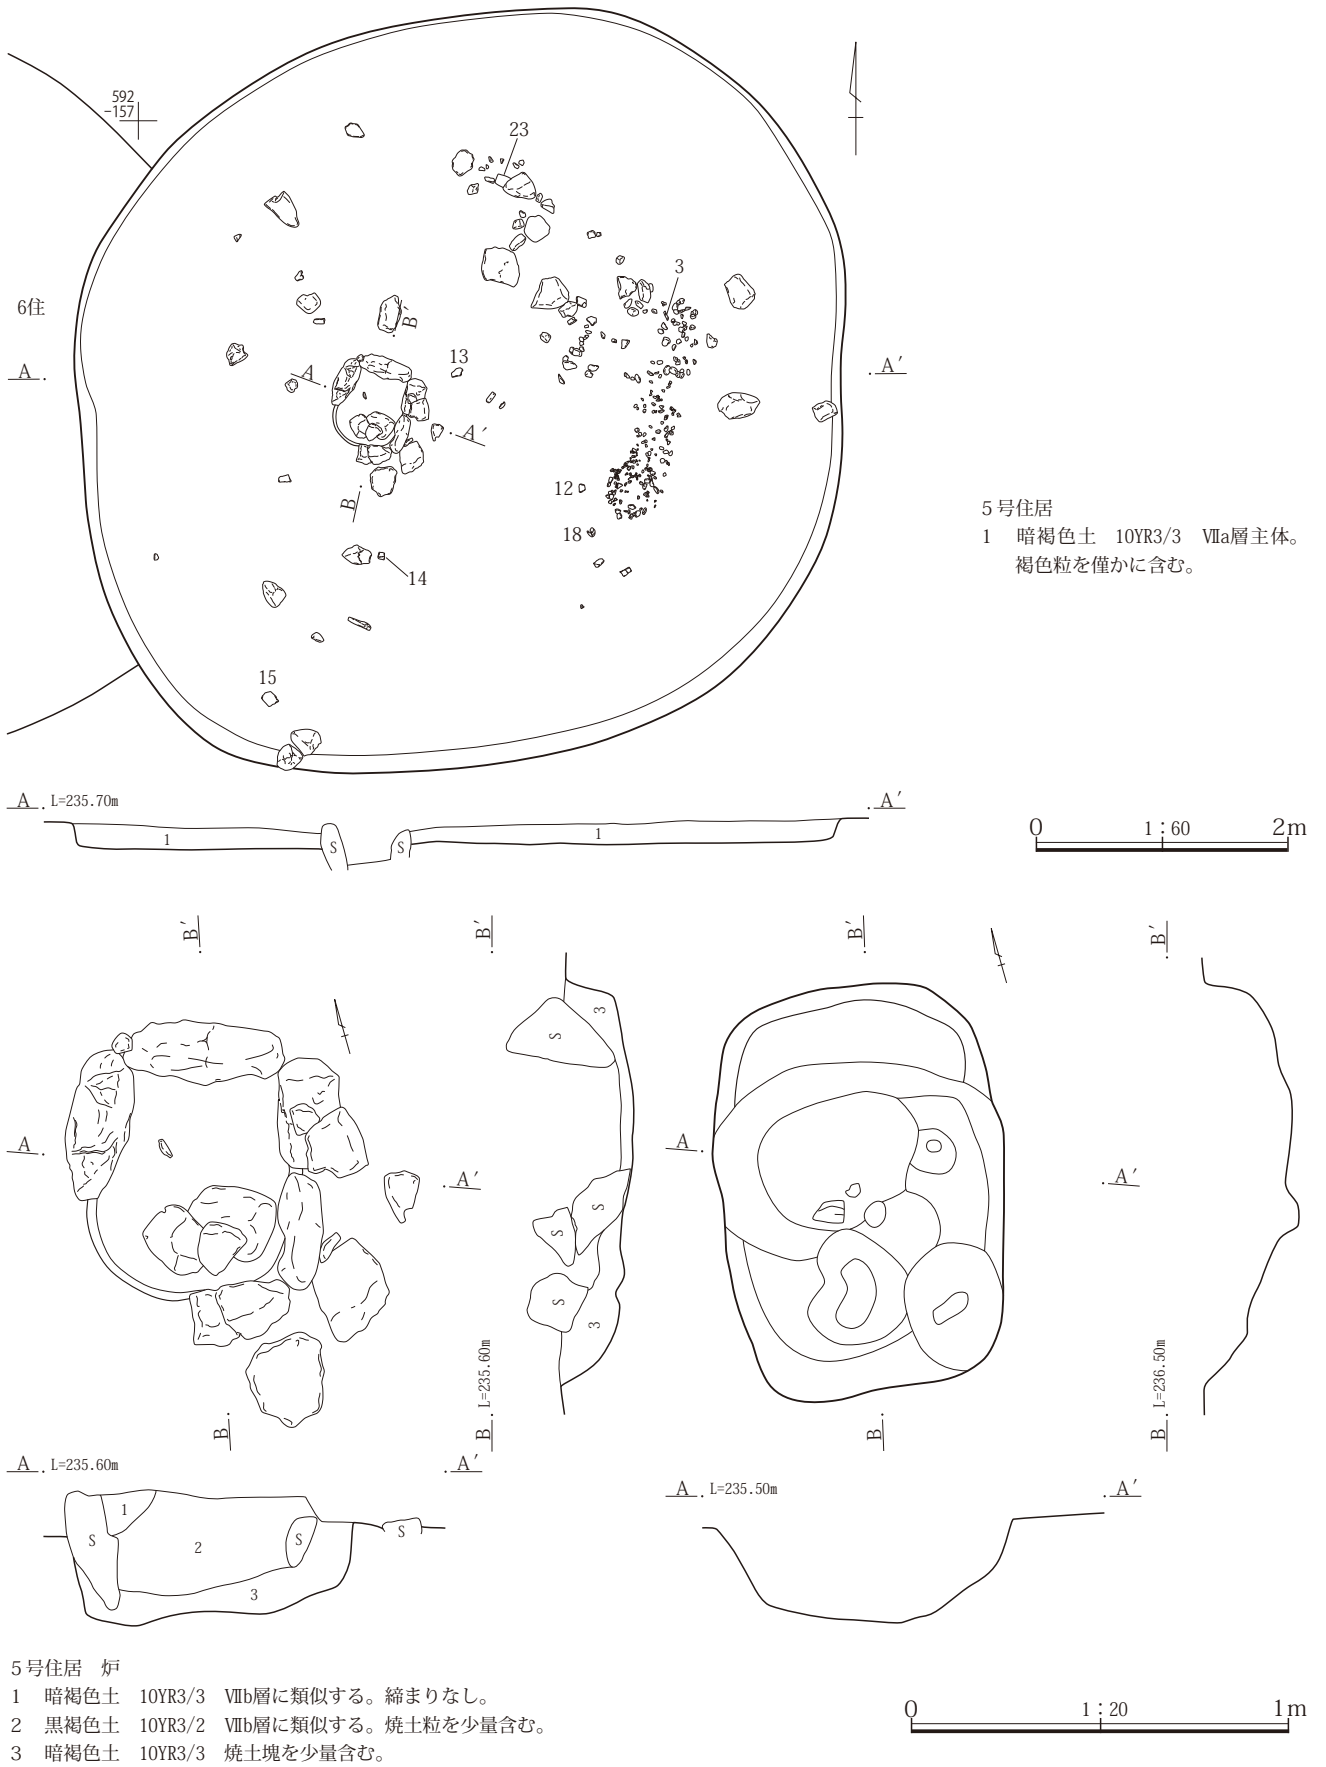 592
-157
23
3
6住
A
A′
B′
13
A
A′
12
B
18
14
15
5号住居
1　暗褐色土　10YR3/3　Ⅶa層主体。
褐色粒を僅かに含む。
A　L=235.70m　A′
1　S　S　1
0　1：60　2m
B′　B′　B′　B′
3
S
A　A′　A　A′
S
S
S
3
L=235.60m　L=236.50m
B　B　B　B
A　L=235.60m　A′
A　L=235.50m　A′
1
S　2　S　S
3
5号住居　炉
1　暗褐色土　10YR3/3　Ⅶb層に類似する。締まりなし。
2　黒褐色土　10YR3/2　Ⅶb層に類似する。焼土粒を少量含む。
3　暗褐色土　10YR3/3　焼土塊を少量含む。
0　1：20　1m